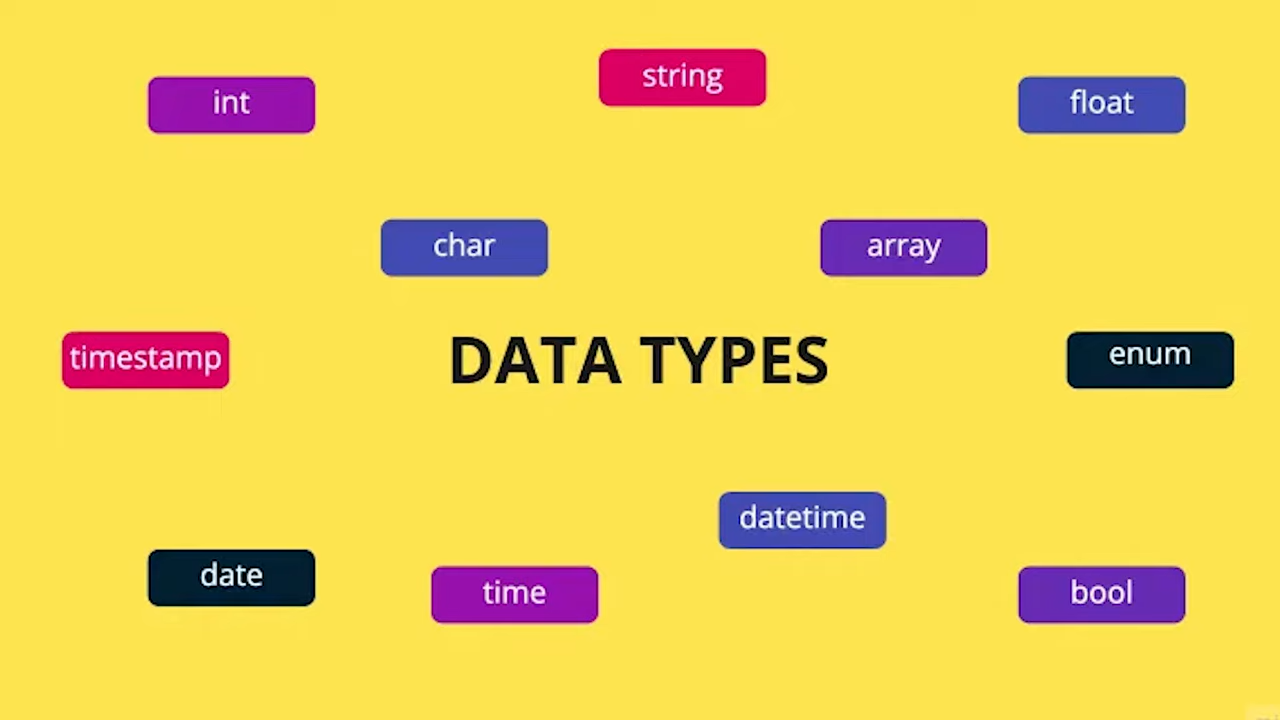 string
int
float
char
array
DATA TYPES
timestamp
enum
datetime
date
time
bool